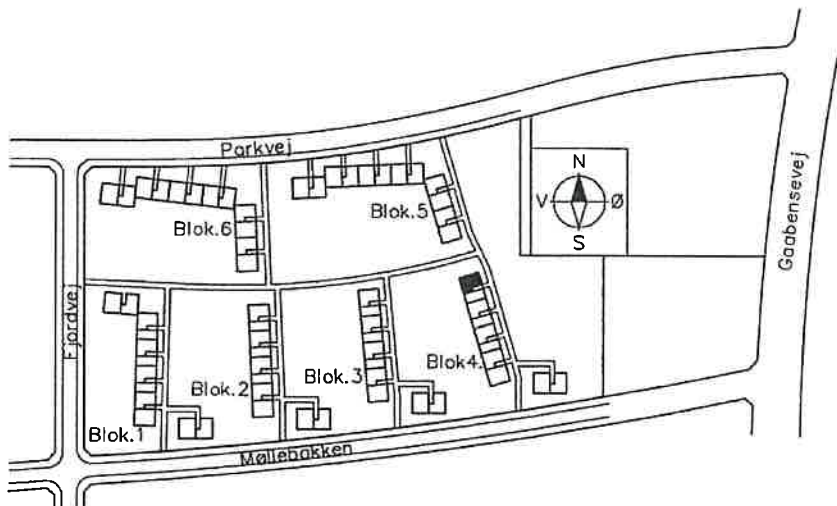 Parkvej
N
V
Ø
S
Gaabensevej
Blok.6
Blok.5
Fjordvej
Blok.1
Blok.2
Blok.3
Blok4.
Møllebakken